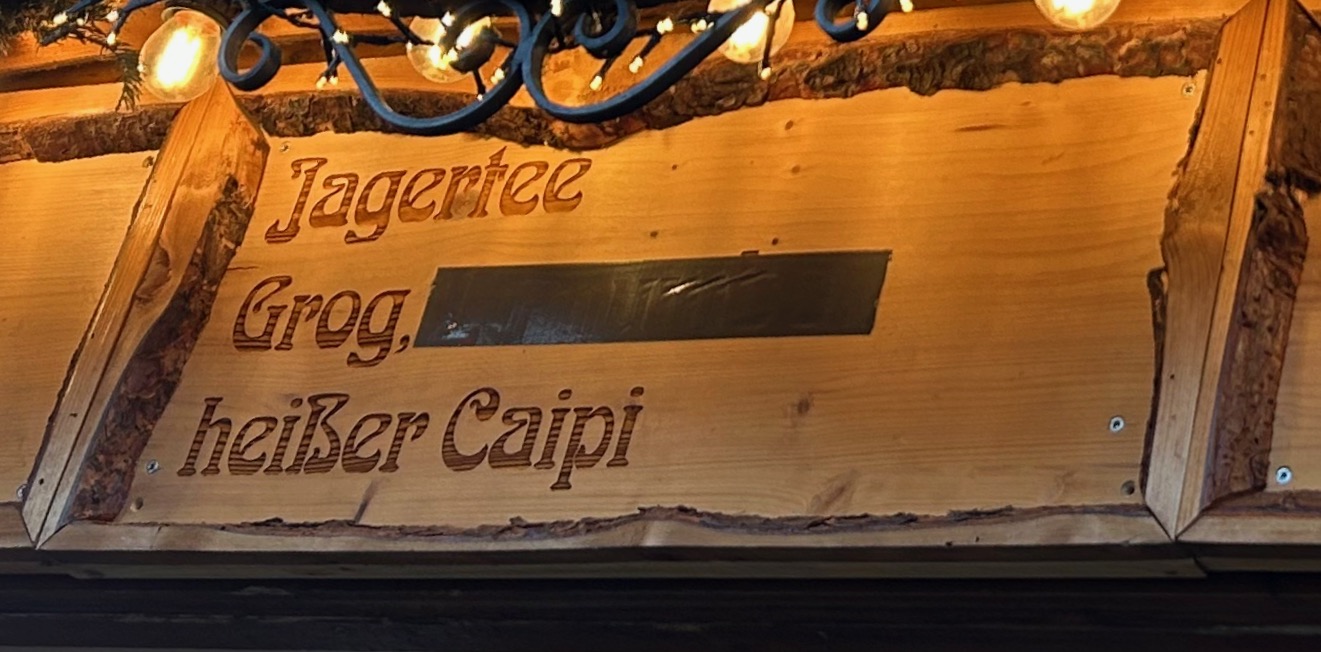 Jagertee
Grog,
heißer Caipi